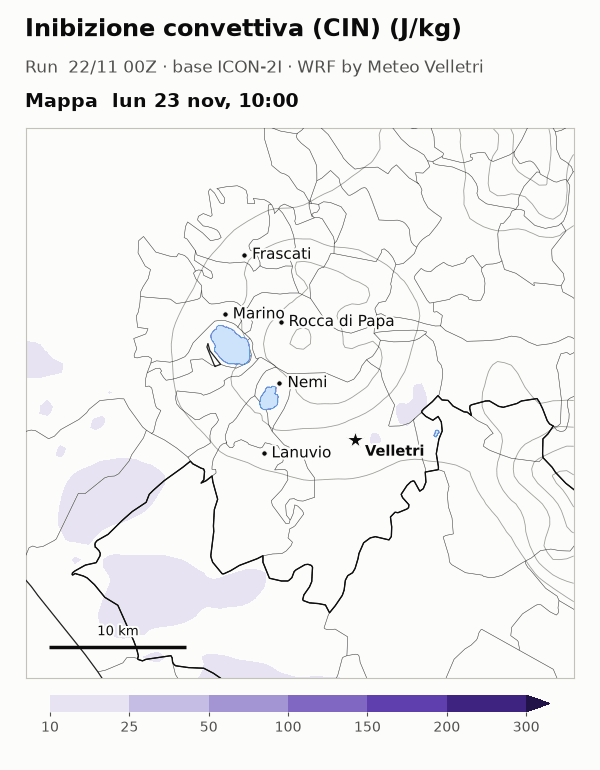 Inibizione convettiva (CIN) (J/kg)
Run  22/11 00Z · base ICON-2I · WRF by Meteo Velletri
Mappa  lun 23 nov, 10:00
Frascati
Marino
Rocca di Papa
Nemi
Velletri
Lanuvio
10 km
10 25 50 100 150 200 300